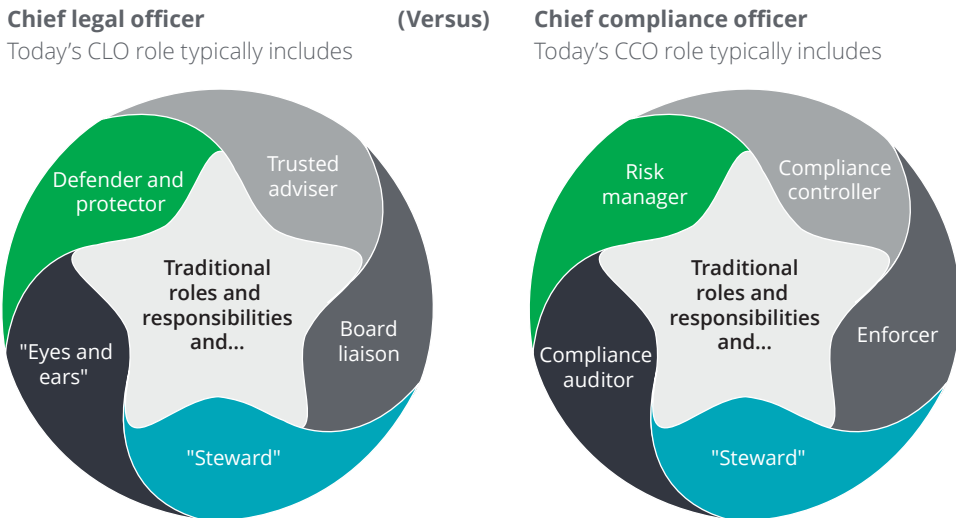 Chief legal officer
(Versus)
Chief compliance officer
Today’s CLO role typically includes
Today’s CCO role typically includes
Defender and
protector
Trusted
adviser
Traditional
roles and
responsibilities
and...
Board
liaison
"Eyes and
ears"
"Steward"
Risk
manager
Compliance
controller
Traditional
roles and
responsibilities
and...
Enforcer
Compliance
auditor
"Steward"